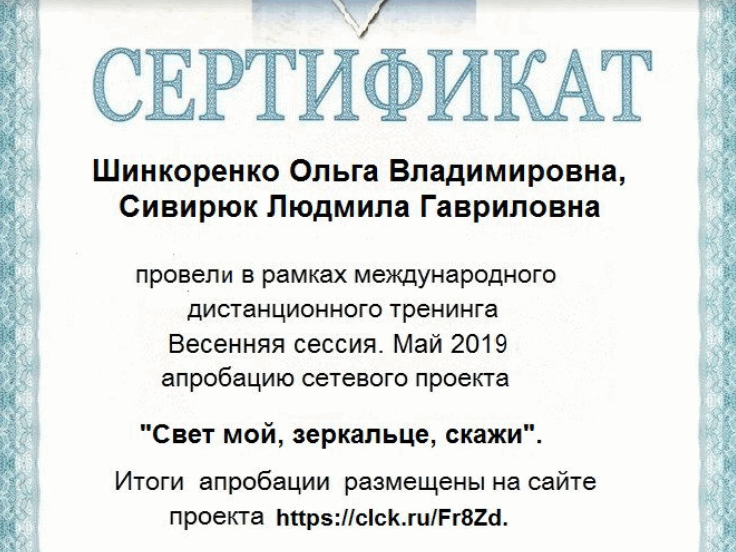 СЕРТИФИКАТ
Шинкоренко Ольга Владимировна,
Сивирюк Людмила Гавриловна
провели в рамках международного
дистанционного тренинга
Весенняя сессия. Май 2019
апробацию сетевого проекта
"Свет мой, зеркальце, скажи".
Итоги апробации размещены на сайте
проекта https://clck.ru/Fr8Zd.